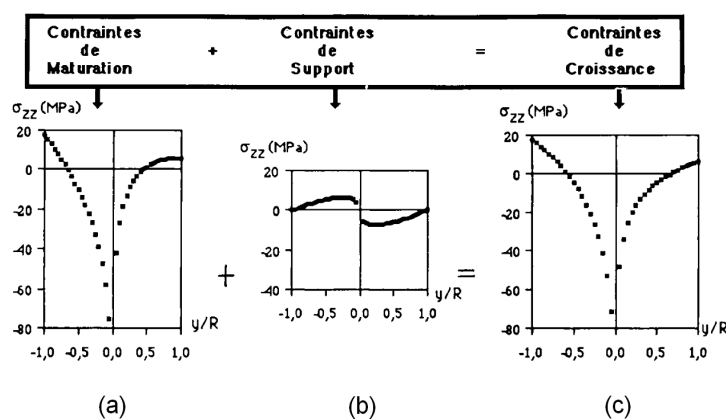 Contraintes de Maturation
+
Contraintes de Support
=
Contraintes de Croissance
σzz (MPa)
20
0
-20
-40
-60
-80
-1,0 -0,5 0,0 0,5 1,0
y/R
+
σzz (MPa)
20
0
-20
-40
-1,0 -0,5 0,0 0,5 1,0
y/R
=
σzz (MPa)
20
0
-20
-40
-60
-80
-1,0 -0,5 0,0 0,5 1,0
y/R
(a) (b) (c)